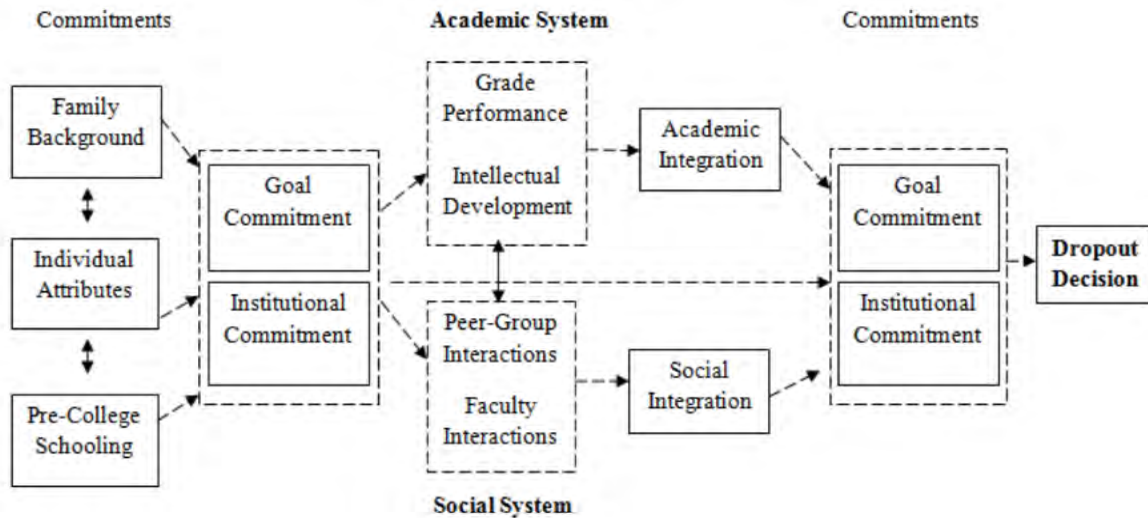 Commitments
Academic System
Commitments
Family
Background
Individual
Attributes
Pre-College
Schooling
Goal
Commitment
Institutional
Commitment
Grade
Performance
Intellectual
Development
Peer-Group
Interactions
Faculty
Interactions
Social System
Academic
Integration
Social
Integration
Goal
Commitment
Institutional
Commitment
Dropout
Decision